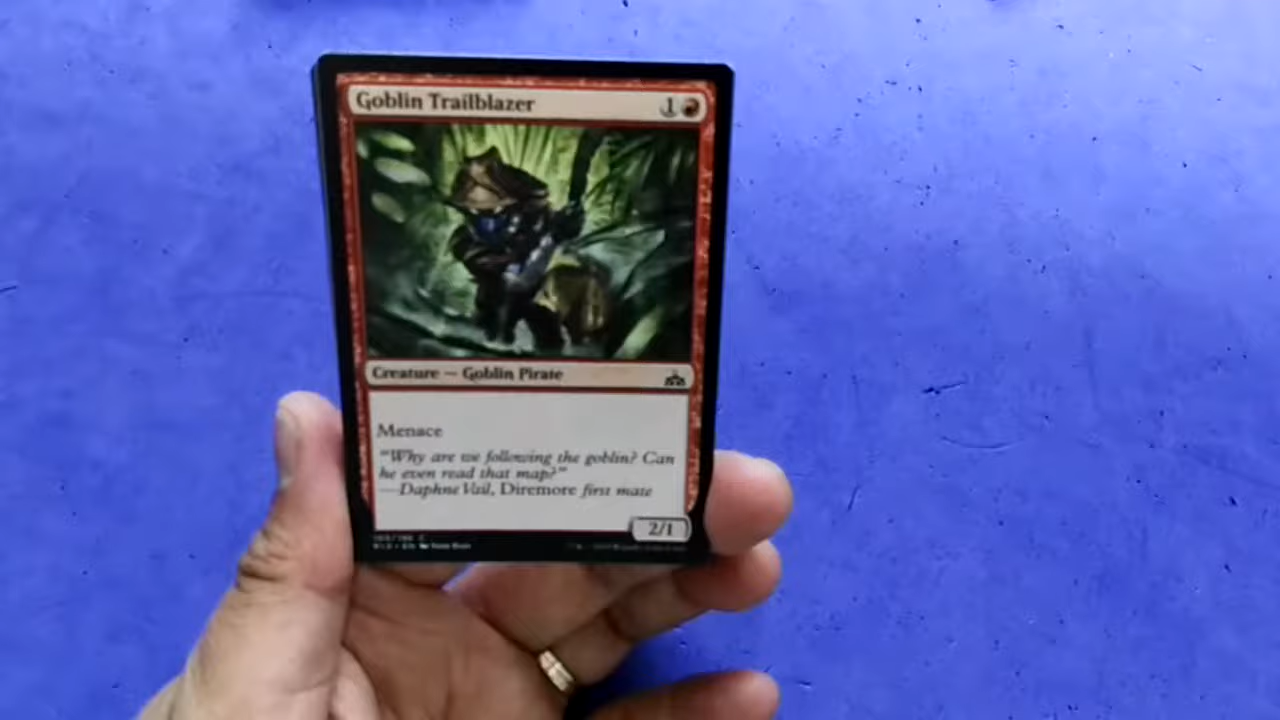 Goblin Trailblazer 1
Creature — Goblin Pirate
Menace
"Why are we following the goblin? Can
he even read that map?"
—Daphne Vail, Diremore first mate
2/1